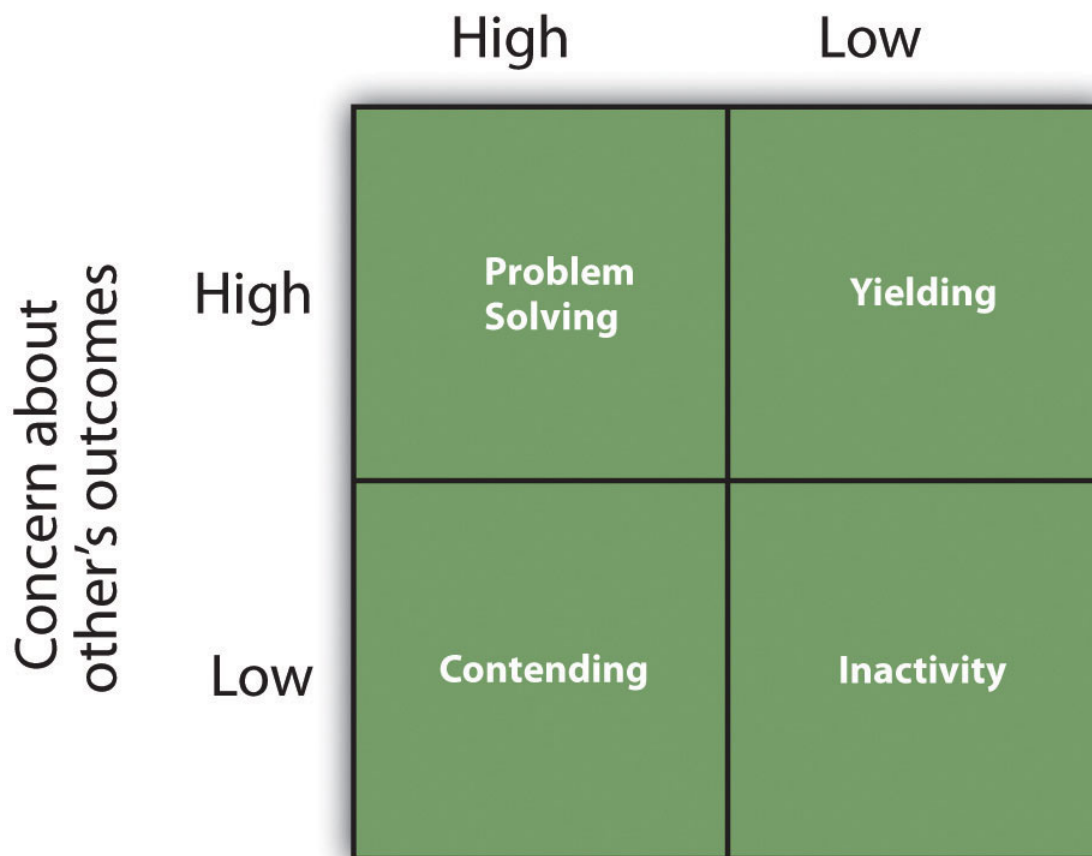 High Low
Concern about
other's outcomes
High
Problem
Solving
Yielding
Low
Contending
Inactivity